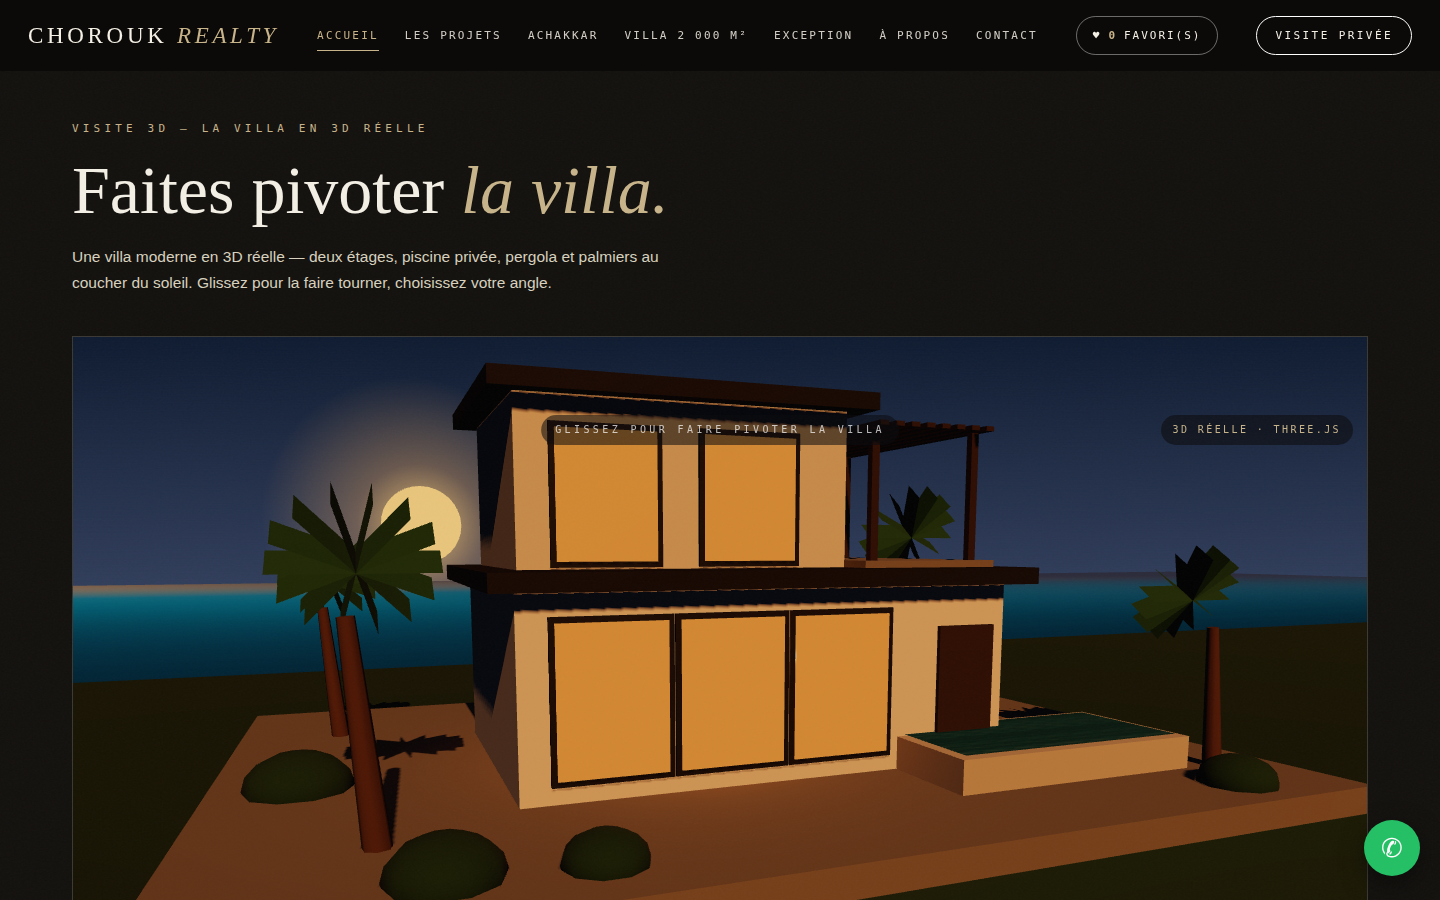 CHOROUK REALTY
ACCUEIL
LES PROJETS
ACHAKKAR
VILLA 2 000 M²
EXCEPTION
À PROPOS
CONTACT
♥ 0 FAVORI(S)
VISITE PRIVÉE
VISITE 3D — LA VILLA EN 3D RÉELLE
Faites pivoter la villa.
Une villa moderne en 3D réelle — deux étages, piscine privée, pergola et palmiers au
coucher du soleil. Glissez pour la faire tourner, choisissez votre angle.
GLISSEZ POUR FAIRE PIVOTER LA VILLA
3D RÉELLE · THREE.JS